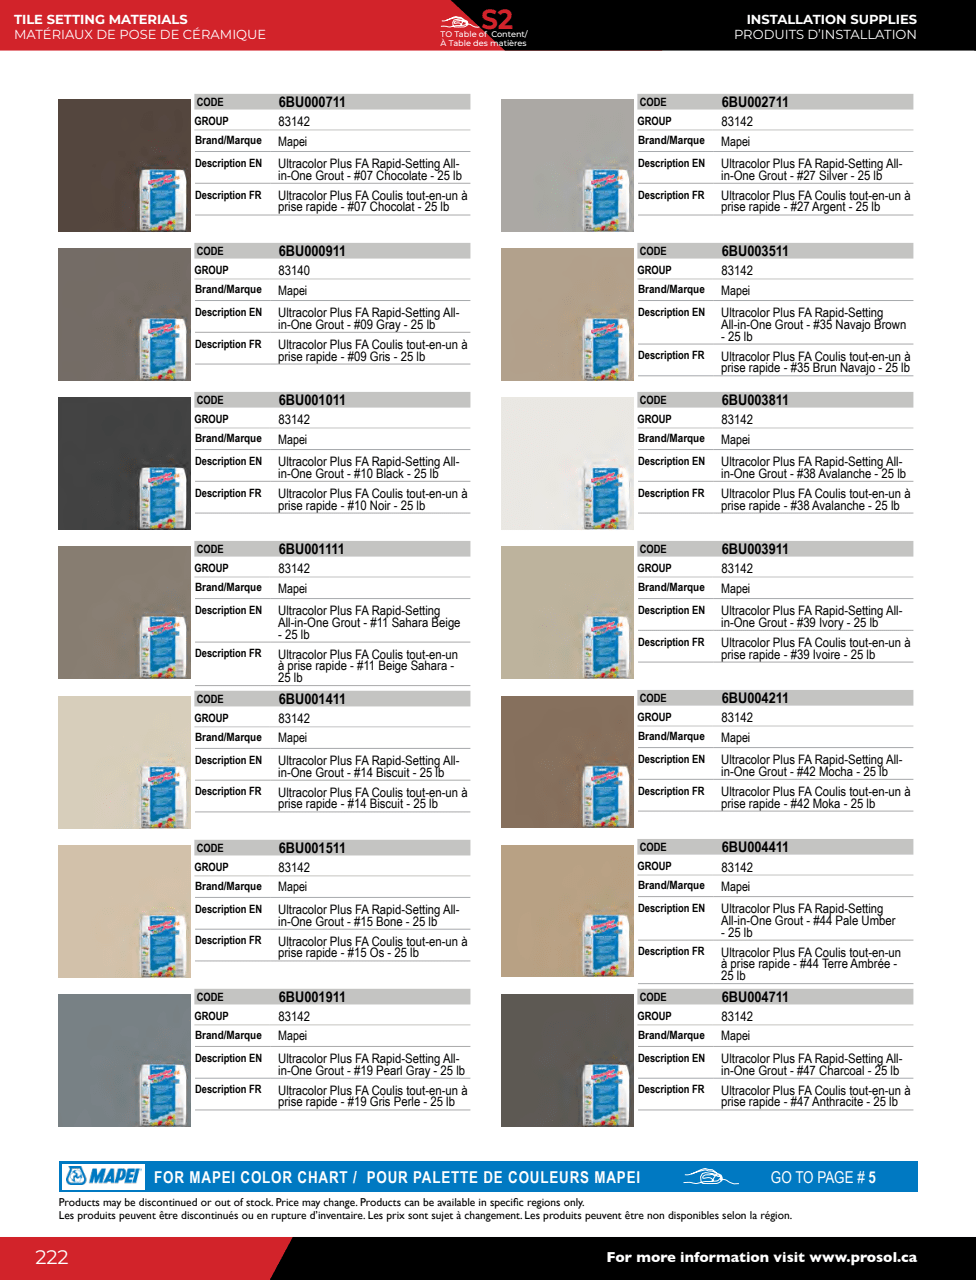 TILE SETTING MATERIALS
MATÉRIAUX DE POSE DE CÉRAMIQUE
S2
TO Table of Content/
À Table des matières
INSTALLATION SUPPLIES
PRODUITS D'INSTALLATION
CODE 6BU000711
GROUP 83142
Brand/Marque Mapei
Description EN Ultracolor Plus FA Rapid-Setting All-
in-One Grout - #07 Chocolate - 25 lb
Description FR Ultracolor Plus FA Coulis tout-en-un à
prise rapide - #07 Chocolat - 25 lb
CODE 6BU000911
GROUP 83140
Brand/Marque Mapei
Description EN Ultracolor Plus FA Rapid-Setting All-
in-One Grout - #09 Gray - 25 lb
Description FR Ultracolor Plus FA Coulis tout-en-un à
prise rapide - #09 Gris - 25 lb
CODE 6BU001011
GROUP 83142
Brand/Marque Mapei
Description EN Ultracolor Plus FA Rapid-Setting All-
in-One Grout - #10 Black - 25 lb
Description FR Ultracolor Plus FA Coulis tout-en-un à
prise rapide - #10 Noir - 25 lb
CODE 6BU001111
GROUP 83142
Brand/Marque Mapei
Description EN Ultracolor Plus FA Rapid-Setting
All-in-One Grout - #11 Sahara Beige
- 25 lb
Description FR Ultracolor Plus FA Coulis tout-en-un
à prise rapide - #11 Beige Sahara -
25 lb
CODE 6BU001411
GROUP 83142
Brand/Marque Mapei
Description EN Ultracolor Plus FA Rapid-Setting All-
in-One Grout - #14 Biscuit - 25 lb
Description FR Ultracolor Plus FA Coulis tout-en-un à
prise rapide - #14 Biscuit - 25 lb
CODE 6BU001511
GROUP 83142
Brand/Marque Mapei
Description EN Ultracolor Plus FA Rapid-Setting All-
in-One Grout - #15 Bone - 25 lb
Description FR Ultracolor Plus FA Coulis tout-en-un à
prise rapide - #15 Os - 25 lb
CODE 6BU001911
GROUP 83142
Brand/Marque Mapei
Description EN Ultracolor Plus FA Rapid-Setting All-
in-One Grout - #19 Pearl Gray - 25 lb
Description FR Ultracolor Plus FA Coulis tout-en-un à
prise rapide - #19 Gris Perle - 25 lb
CODE 6BU002711
GROUP 83142
Brand/Marque Mapei
Description EN Ultracolor Plus FA Rapid-Setting All-
in-One Grout - #27 Silver - 25 lb
Description FR Ultracolor Plus FA Coulis tout-en-un à
prise rapide - #27 Argent - 25 lb
CODE 6BU003511
GROUP 83142
Brand/Marque Mapei
Description EN Ultracolor Plus FA Rapid-Setting
All-in-One Grout - #35 Navajo Brown
- 25 lb
Description FR Ultracolor Plus FA Coulis tout-en-un à
prise rapide - #35 Brun Navajo - 25 lb
CODE 6BU003811
GROUP 83142
Brand/Marque Mapei
Description EN Ultracolor Plus FA Rapid-Setting All-
in-One Grout - #38 Avalanche - 25 lb
Description FR Ultracolor Plus FA Coulis tout-en-un à
prise rapide - #38 Avalanche - 25 lb
CODE 6BU003911
GROUP 83142
Brand/Marque Mapei
Description EN Ultracolor Plus FA Rapid-Setting All-
in-One Grout - #39 Ivory - 25 lb
Description FR Ultracolor Plus FA Coulis tout-en-un à
prise rapide - #39 Ivoire - 25 lb
CODE 6BU004211
GROUP 83142
Brand/Marque Mapei
Description EN Ultracolor Plus FA Rapid-Setting All-
in-One Grout - #42 Mocha - 25 lb
Description FR Ultracolor Plus FA Coulis tout-en-un à
prise rapide - #42 Moka - 25 lb
CODE 6BU004411
GROUP 83142
Brand/Marque Mapei
Description EN Ultracolor Plus FA Rapid-Setting
All-in-One Grout - #44 Pale Umber
- 25 lb
Description FR Ultracolor Plus FA Coulis tout-en-un
à prise rapide - #44 Terre Ambrée -
25 lb
CODE 6BU004711
GROUP 83142
Brand/Marque Mapei
Description EN Ultracolor Plus FA Rapid-Setting All-
in-One Grout - #47 Charcoal - 25 lb
Description FR Ultracolor Plus FA Coulis tout-en-un à
prise rapide - #47 Anthracite - 25 lb
MAPEI FOR MAPEI COLOR CHART / POUR PALETTE DE COULEURS MAPEI GO TO PAGE # 5
Products may be discontinued or out of stock. Price may change. Products can be available in specific regions only.
Les produits peuvent être discontinués ou en rupture d'inventaire. Les prix sont sujet à changement. Les produits peuvent être non disponibles selon la région.
222
For more information visit www.prosol.ca